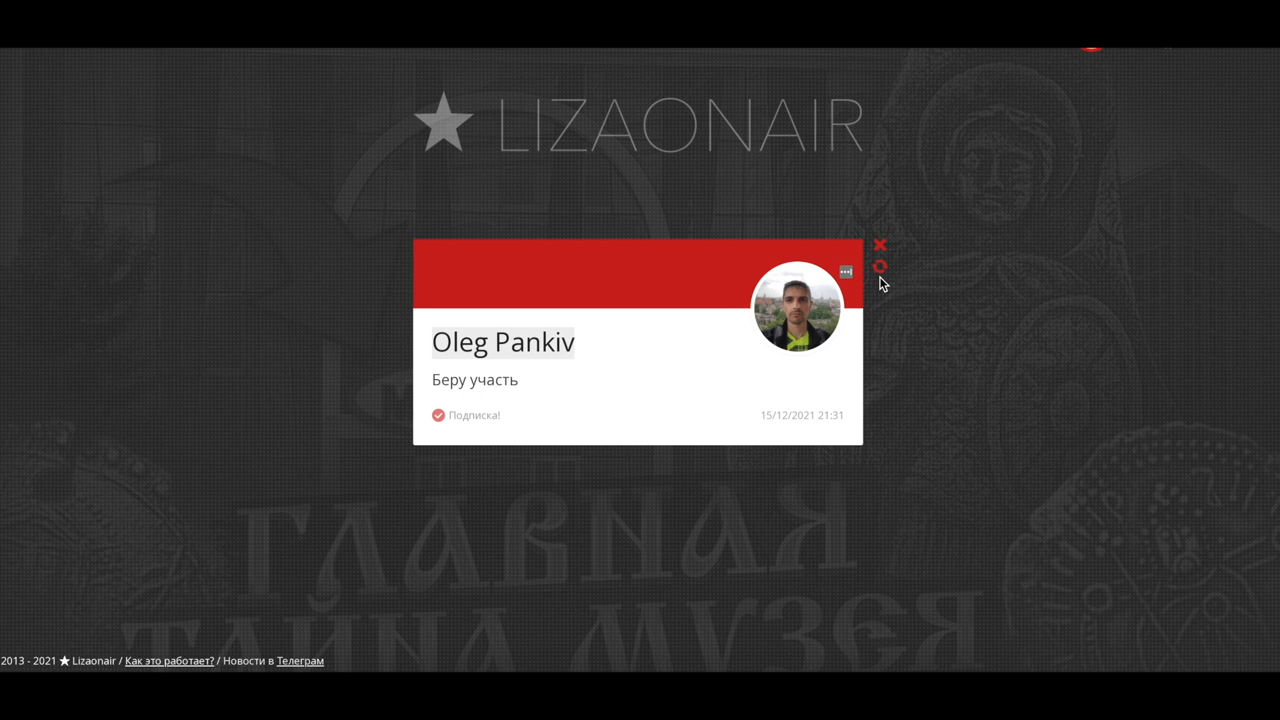 LIZAONAIR
Oleg Pankiv
Беру участь
Подписка!
15/12/2021 21:31
ГЛАВНАЯ
ТАЙНА МУЗЕЯ
2013 - 2021 Lizaonair / Как это работает? / Новости в Телеграм